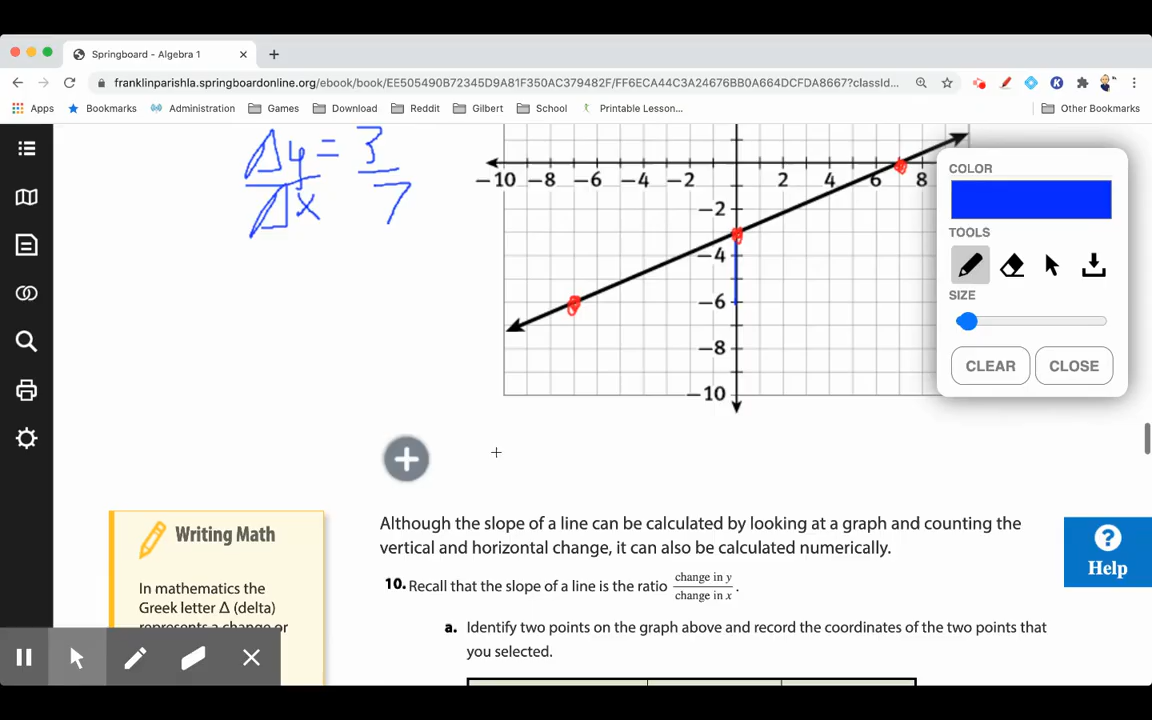 Springboard - Algebra 1
franklinparishla.springboardonline.org/ebook/book/EE505490B72345D9A81F350AC379482F/FF6ECA44C3A24676BB0A664DCFDA8667?classId...
Apps Bookmarks Administration Games Download Reddit Gilbert School Printable Lesson... Other Bookmarks
Δy = 3
Δx 7
−10 −8 −6 −4 −2 2 4 6 8
−2
−4
−6
−8
−10
COLOR
TOOLS
SIZE
CLEAR CLOSE
Although the slope of a line can be calculated by looking at a graph and counting the
vertical and horizontal change, it can also be calculated numerically.
10. Recall that the slope of a line is the ratio change in y / change in x.
a. Identify two points on the graph above and record the coordinates of the two points that
you selected.
Writing Math
In mathematics the
Greek letter Δ (delta)
represents a change or
? Help